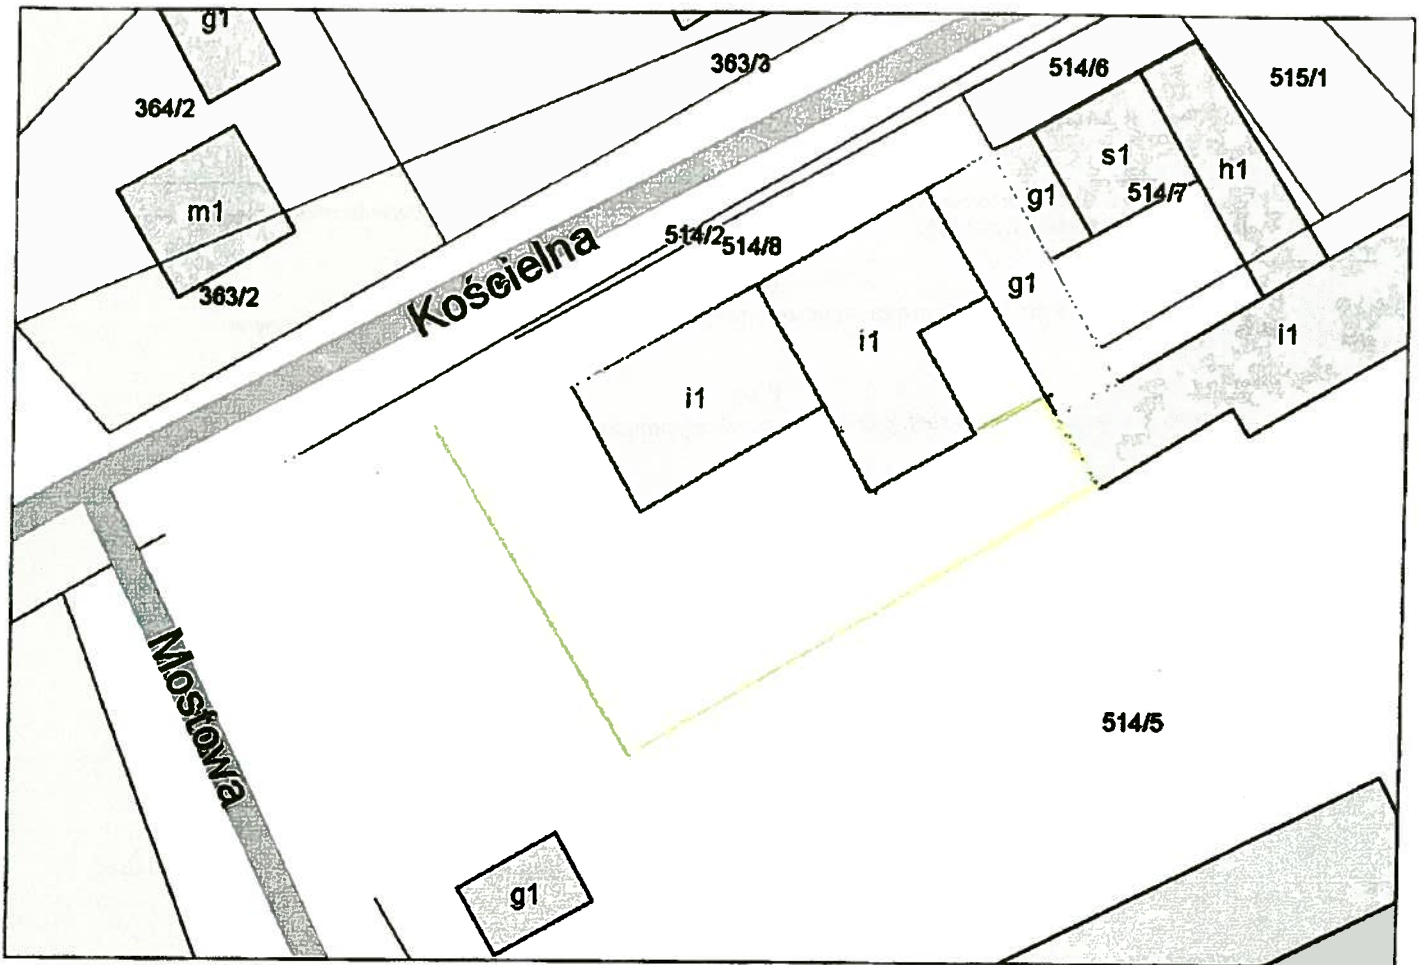 g1
363/3
514/6
515/1
364/2
s1
h1
m1
g1
514/7
514/2
514/8
Kościelna
363/2
g1
i1
i1
i1
Mostowa
514/5
g1